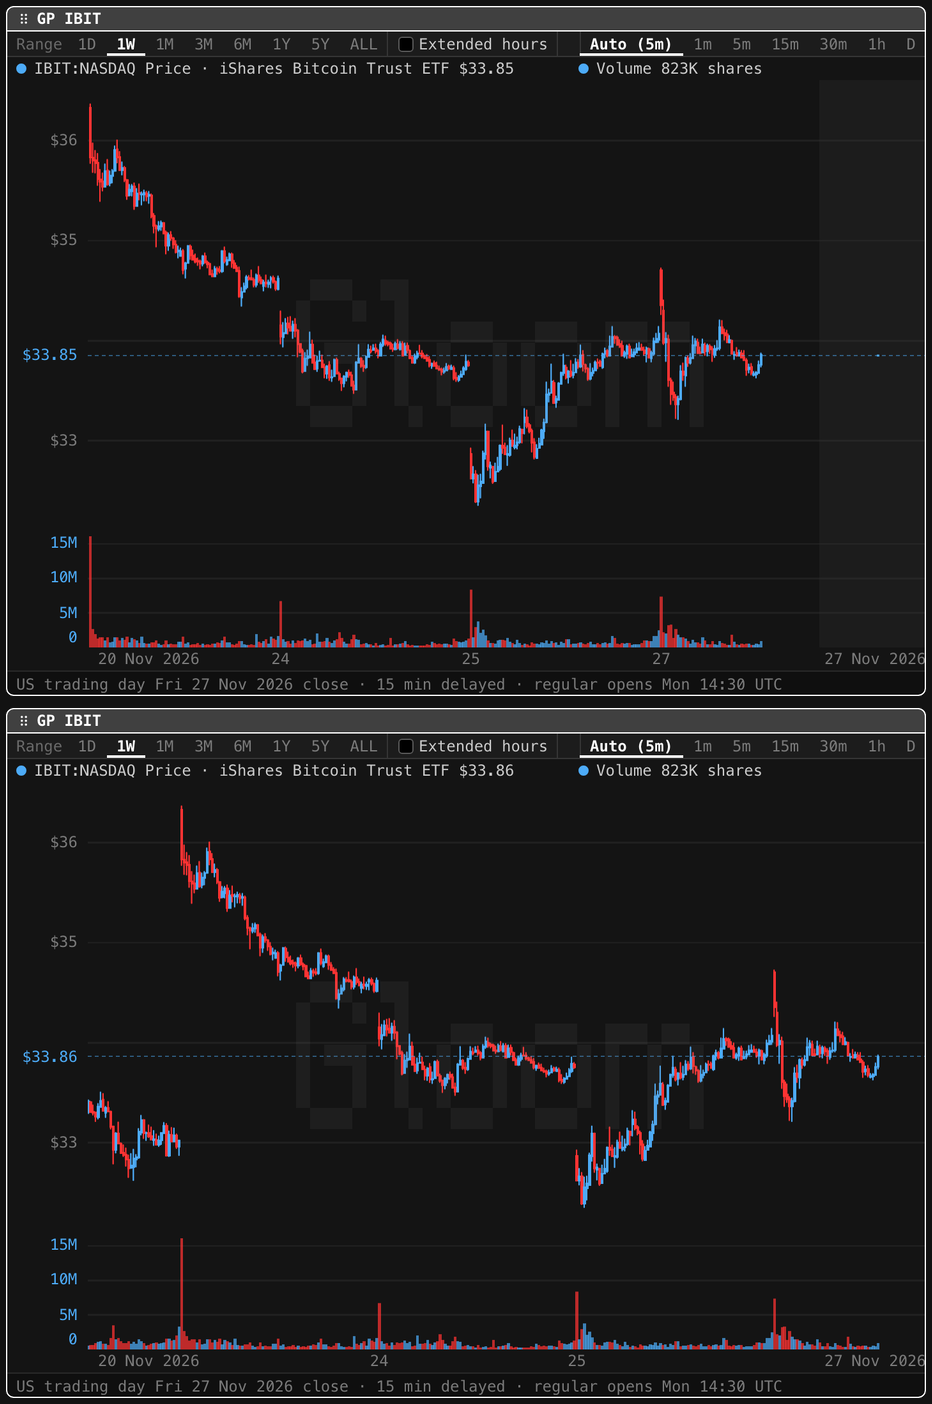 ⠿ GP IBIT
Range 1D 1W 1M 3M 6M 1Y 5Y ALL Extended hours Auto (5m) 1m 5m 15m 30m 1h D
IBIT:NASDAQ Price · iShares Bitcoin Trust ETF $33.85 Volume 823K shares
$36
$35
$33.85
$33
15M
10M
5M
0
20 Nov 2026 24 25 27 27 Nov 2026
US trading day Fri 27 Nov 2026 close · 15 min delayed · regular opens Mon 14:30 UTC
⠿ GP IBIT
Range 1D 1W 1M 3M 6M 1Y 5Y ALL Extended hours Auto (5m) 1m 5m 15m 30m 1h D
IBIT:NASDAQ Price · iShares Bitcoin Trust ETF $33.86 Volume 823K shares
$36
$35
$33.86
$33
15M
10M
5M
0
20 Nov 2026 24 25 27 Nov 2026
US trading day Fri 27 Nov 2026 close · 15 min delayed · regular opens Mon 14:30 UTC